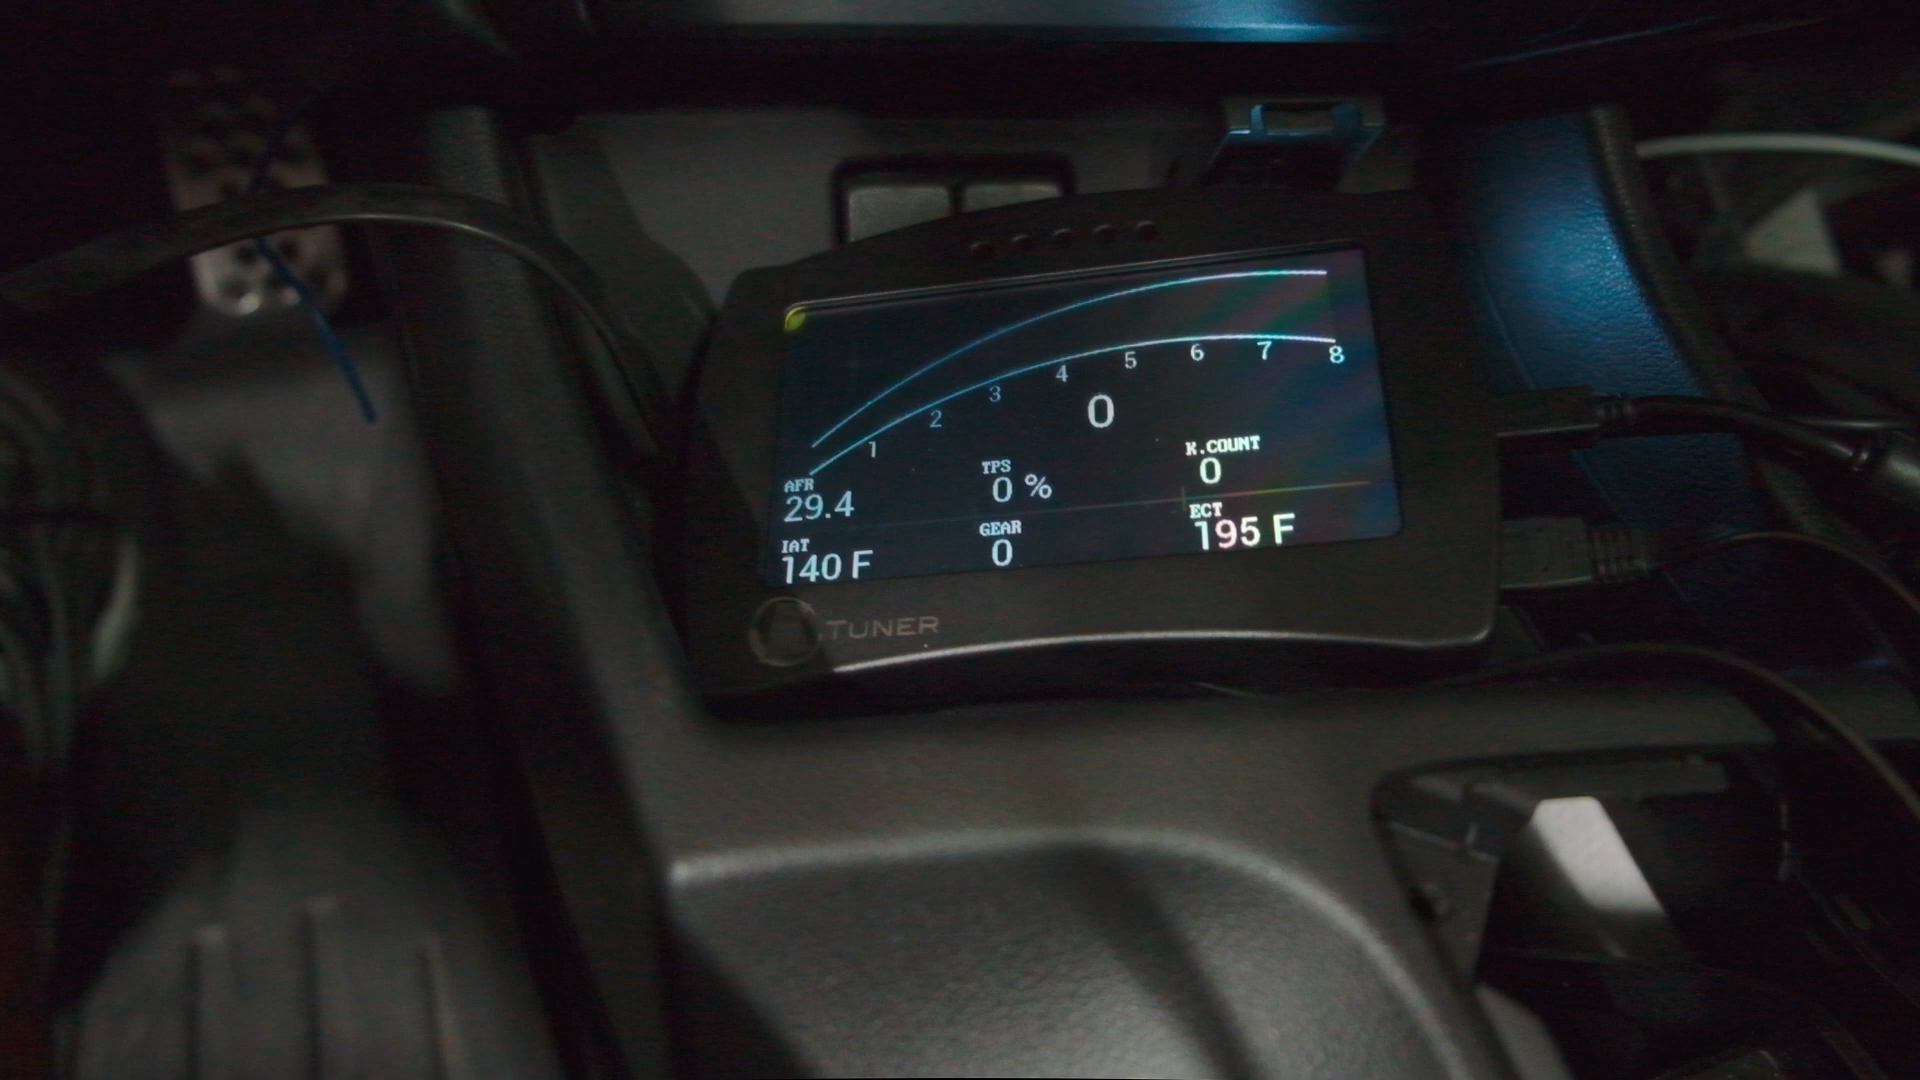 1 2 3 4 5 6 7 8
0
AFR
29.4
TPS
0 %
K.COUNT
0
IAT
140 F
GEAR
0
ECT
195 F
TUNER